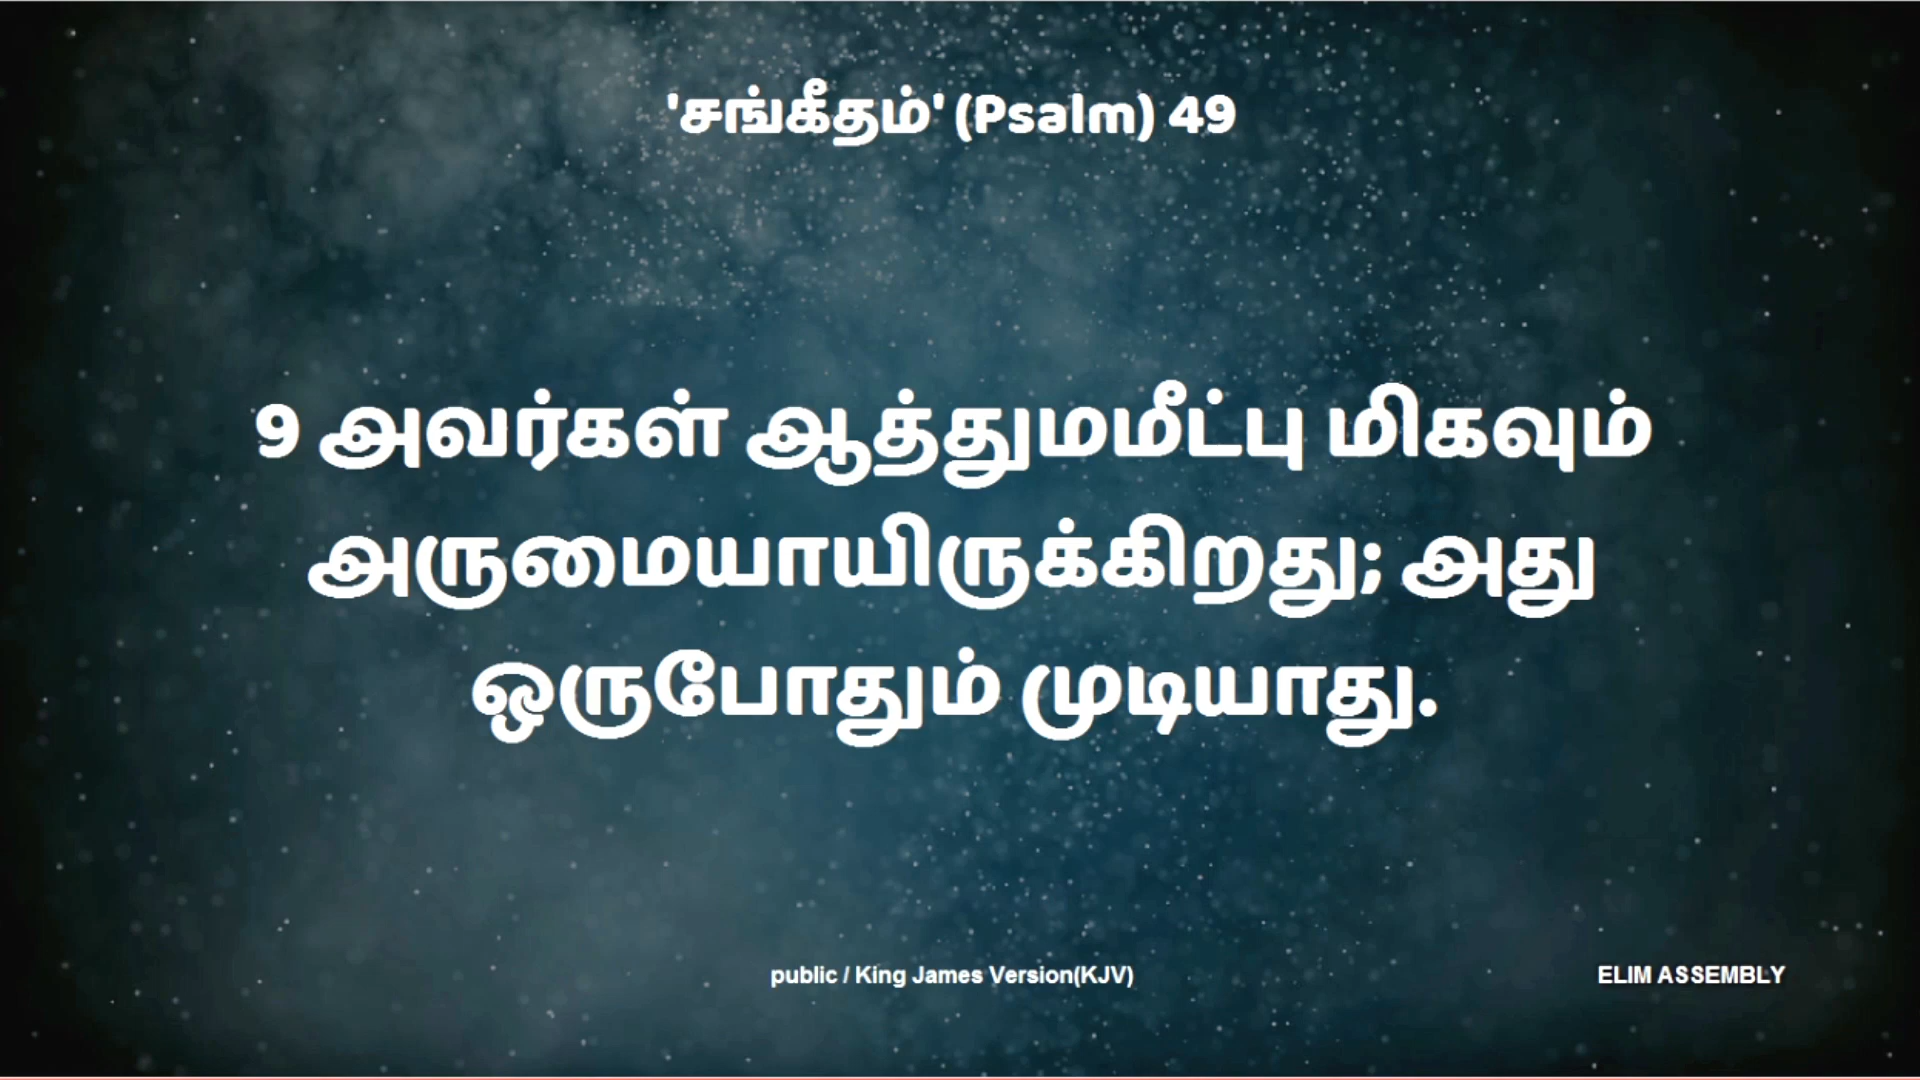 'சங்கீதம்' (Psalm) 49
9 அவர்கள் ஆத்துமமீட்பு மிகவும்
அருமையாயிருக்கிறது; அது
ஒருபோதும் முடியாது.
public / King James Version(KJV)
ELIM ASSEMBLY